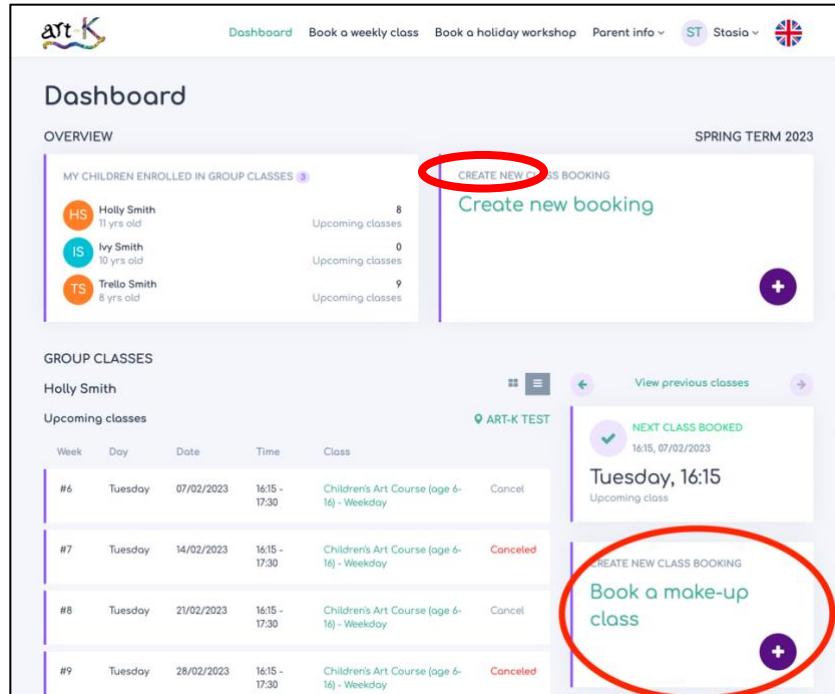 art-K
Dashboard Book a weekly class Book a holiday workshop Parent info ST Stasia
Dashboard
OVERVIEW
SPRING TERM 2023
MY CHILDREN ENROLLED IN GROUP CLASSES 3
HS Holly Smith 8
11 yrs old Upcoming classes
IS Ivy Smith 0
10 yrs old Upcoming classes
TS Trello Smith 9
8 yrs old Upcoming classes
CREATE NEW CLASS BOOKING
Create new booking
GROUP CLASSES
Holly Smith
Upcoming classes ART-K TEST
Week Day Date Time Class
#6 Tuesday 07/02/2023 16:15 - Children's Art Course (age 6- Cancel
17:30 16) - Weekday
#7 Tuesday 14/02/2023 16:15 - Children's Art Course (age 6- Canceled
17:30 16) - Weekday
#8 Tuesday 21/02/2023 16:15 - Children's Art Course (age 6- Cancel
17:30 16) - Weekday
#9 Tuesday 28/02/2023 16:15 - Children's Art Course (age 6- Canceled
17:30 16) - Weekday
View previous classes
NEXT CLASS BOOKED
16:15, 07/02/2023
Tuesday, 16:15
Upcoming class
CREATE NEW CLASS BOOKING
Book a make-up
class